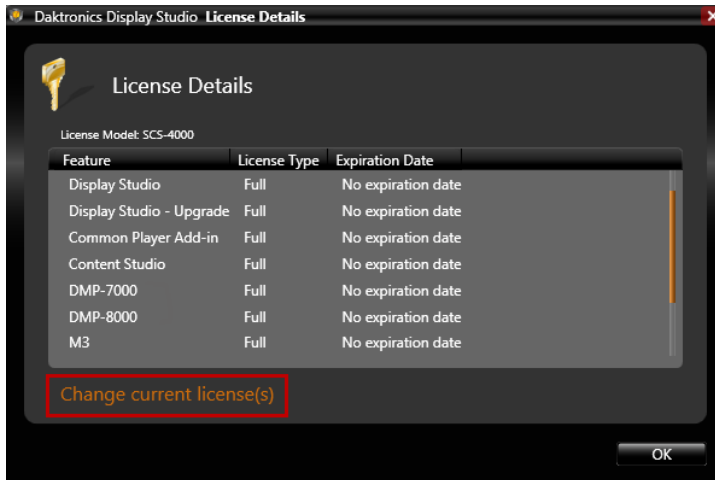 Daktronics Display Studio License Details
License Details
License Model: SCS-4000
Feature License Type Expiration Date
Display Studio Full No expiration date
Display Studio - Upgrade Full No expiration date
Common Player Add-in Full No expiration date
Content Studio Full No expiration date
DMP-7000 Full No expiration date
DMP-8000 Full No expiration date
M3 Full No expiration date
Change current license(s)
OK